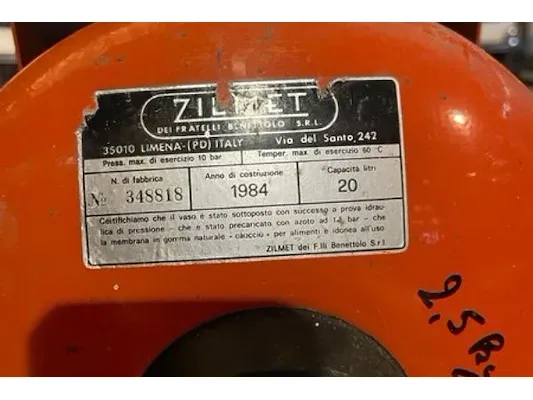 ZILMET
DEI FRATELLI BENETTOLO S.R.L.
35010 LIMENA-(PD) ITALY Via del Santo, 242
Press. max. di esercizio 10 bar Temper. max. di esercizio 60 °C
N. di fabbrica Anno di costruzione Capacità litri
No 348818 1984 20
Certifichiamo che il vaso è stato sottoposto con successo a prova idrau-
lica di pressione – che è stato precaricato con azoto ad bar – che
la membrana in gomma naturale «caucciù» per alimenti è idonea all'uso
ZILMET dei F.lli Benettolo S.r.l.
2,5